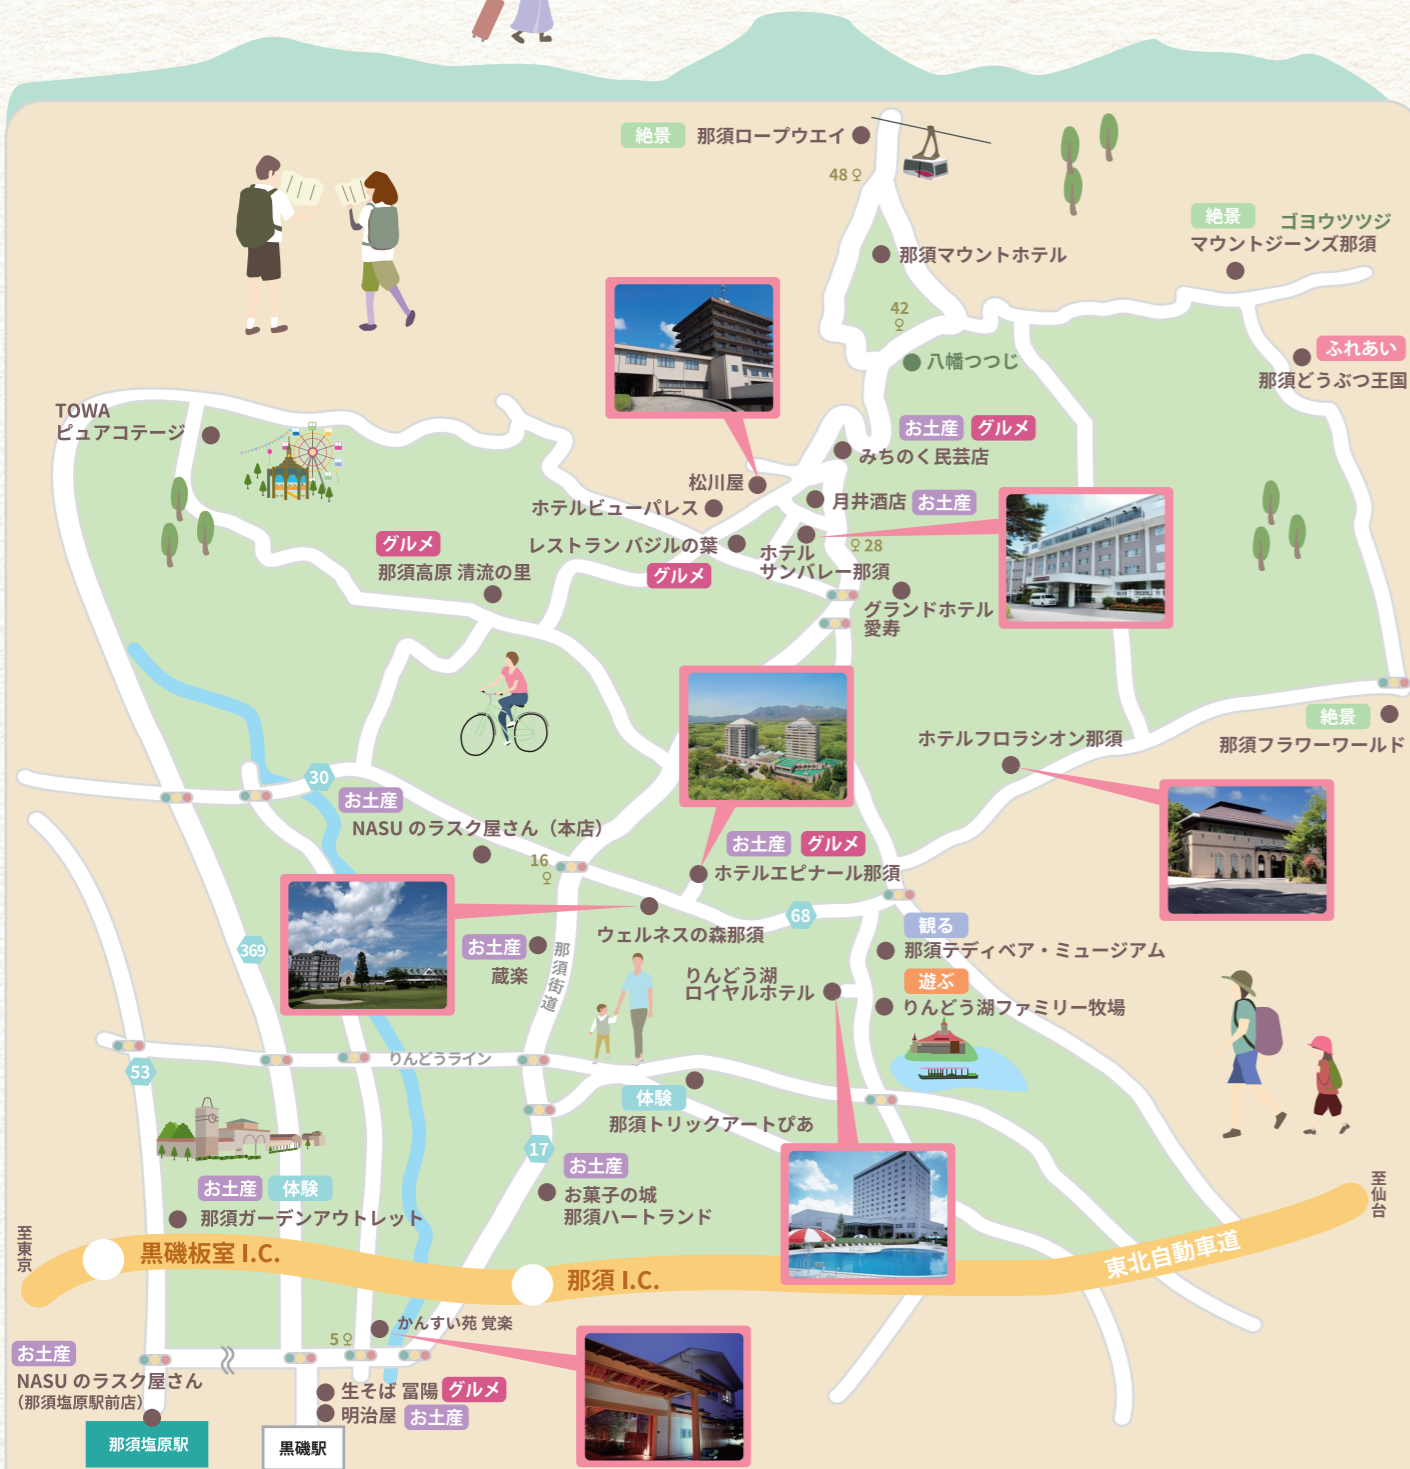 絶景
那須ロープウエイ
48
絶景
ゴヨウツツジ
マウントジーンズ那須
那須マウントホテル
42
八幡つつじ
ふれあい
那須どうぶつ王国
TOWA
ピュアコテージ
お土産 グルメ
みちのく民芸店
松川屋
月井酒店 お土産
ホテルビューパレス
グルメ
那須高原 清流の里
レストラン バジルの葉
グルメ
ホテル
サンバレー那須
28
グランドホテル
愛寿
絶景
那須フラワーワールド
ホテルフロラシオン那須
30
お土産
NASU のラスク屋さん（本店）
16
お土産 グルメ
ホテルエピナール那須
68
ウェルネスの森那須
369
お土産
蔵楽
那須街道
観る
那須テディベア・ミュージアム
りんどう湖
ロイヤルホテル
遊ぶ
りんどう湖ファミリー牧場
りんどうライン
53
体験
那須トリックアートぴあ
17
お土産
お菓子の城
那須ハートランド
お土産 体験
那須ガーデンアウトレット
至仙台
至東京
黒磯板室 I.C.
那須 I.C.
東北自動車道
かんすい苑 覚楽
5
お土産
NASU のラスク屋さん
（那須塩原駅前店）
生そば 冨陽 グルメ
明治屋 お土産
那須塩原駅
黒磯駅